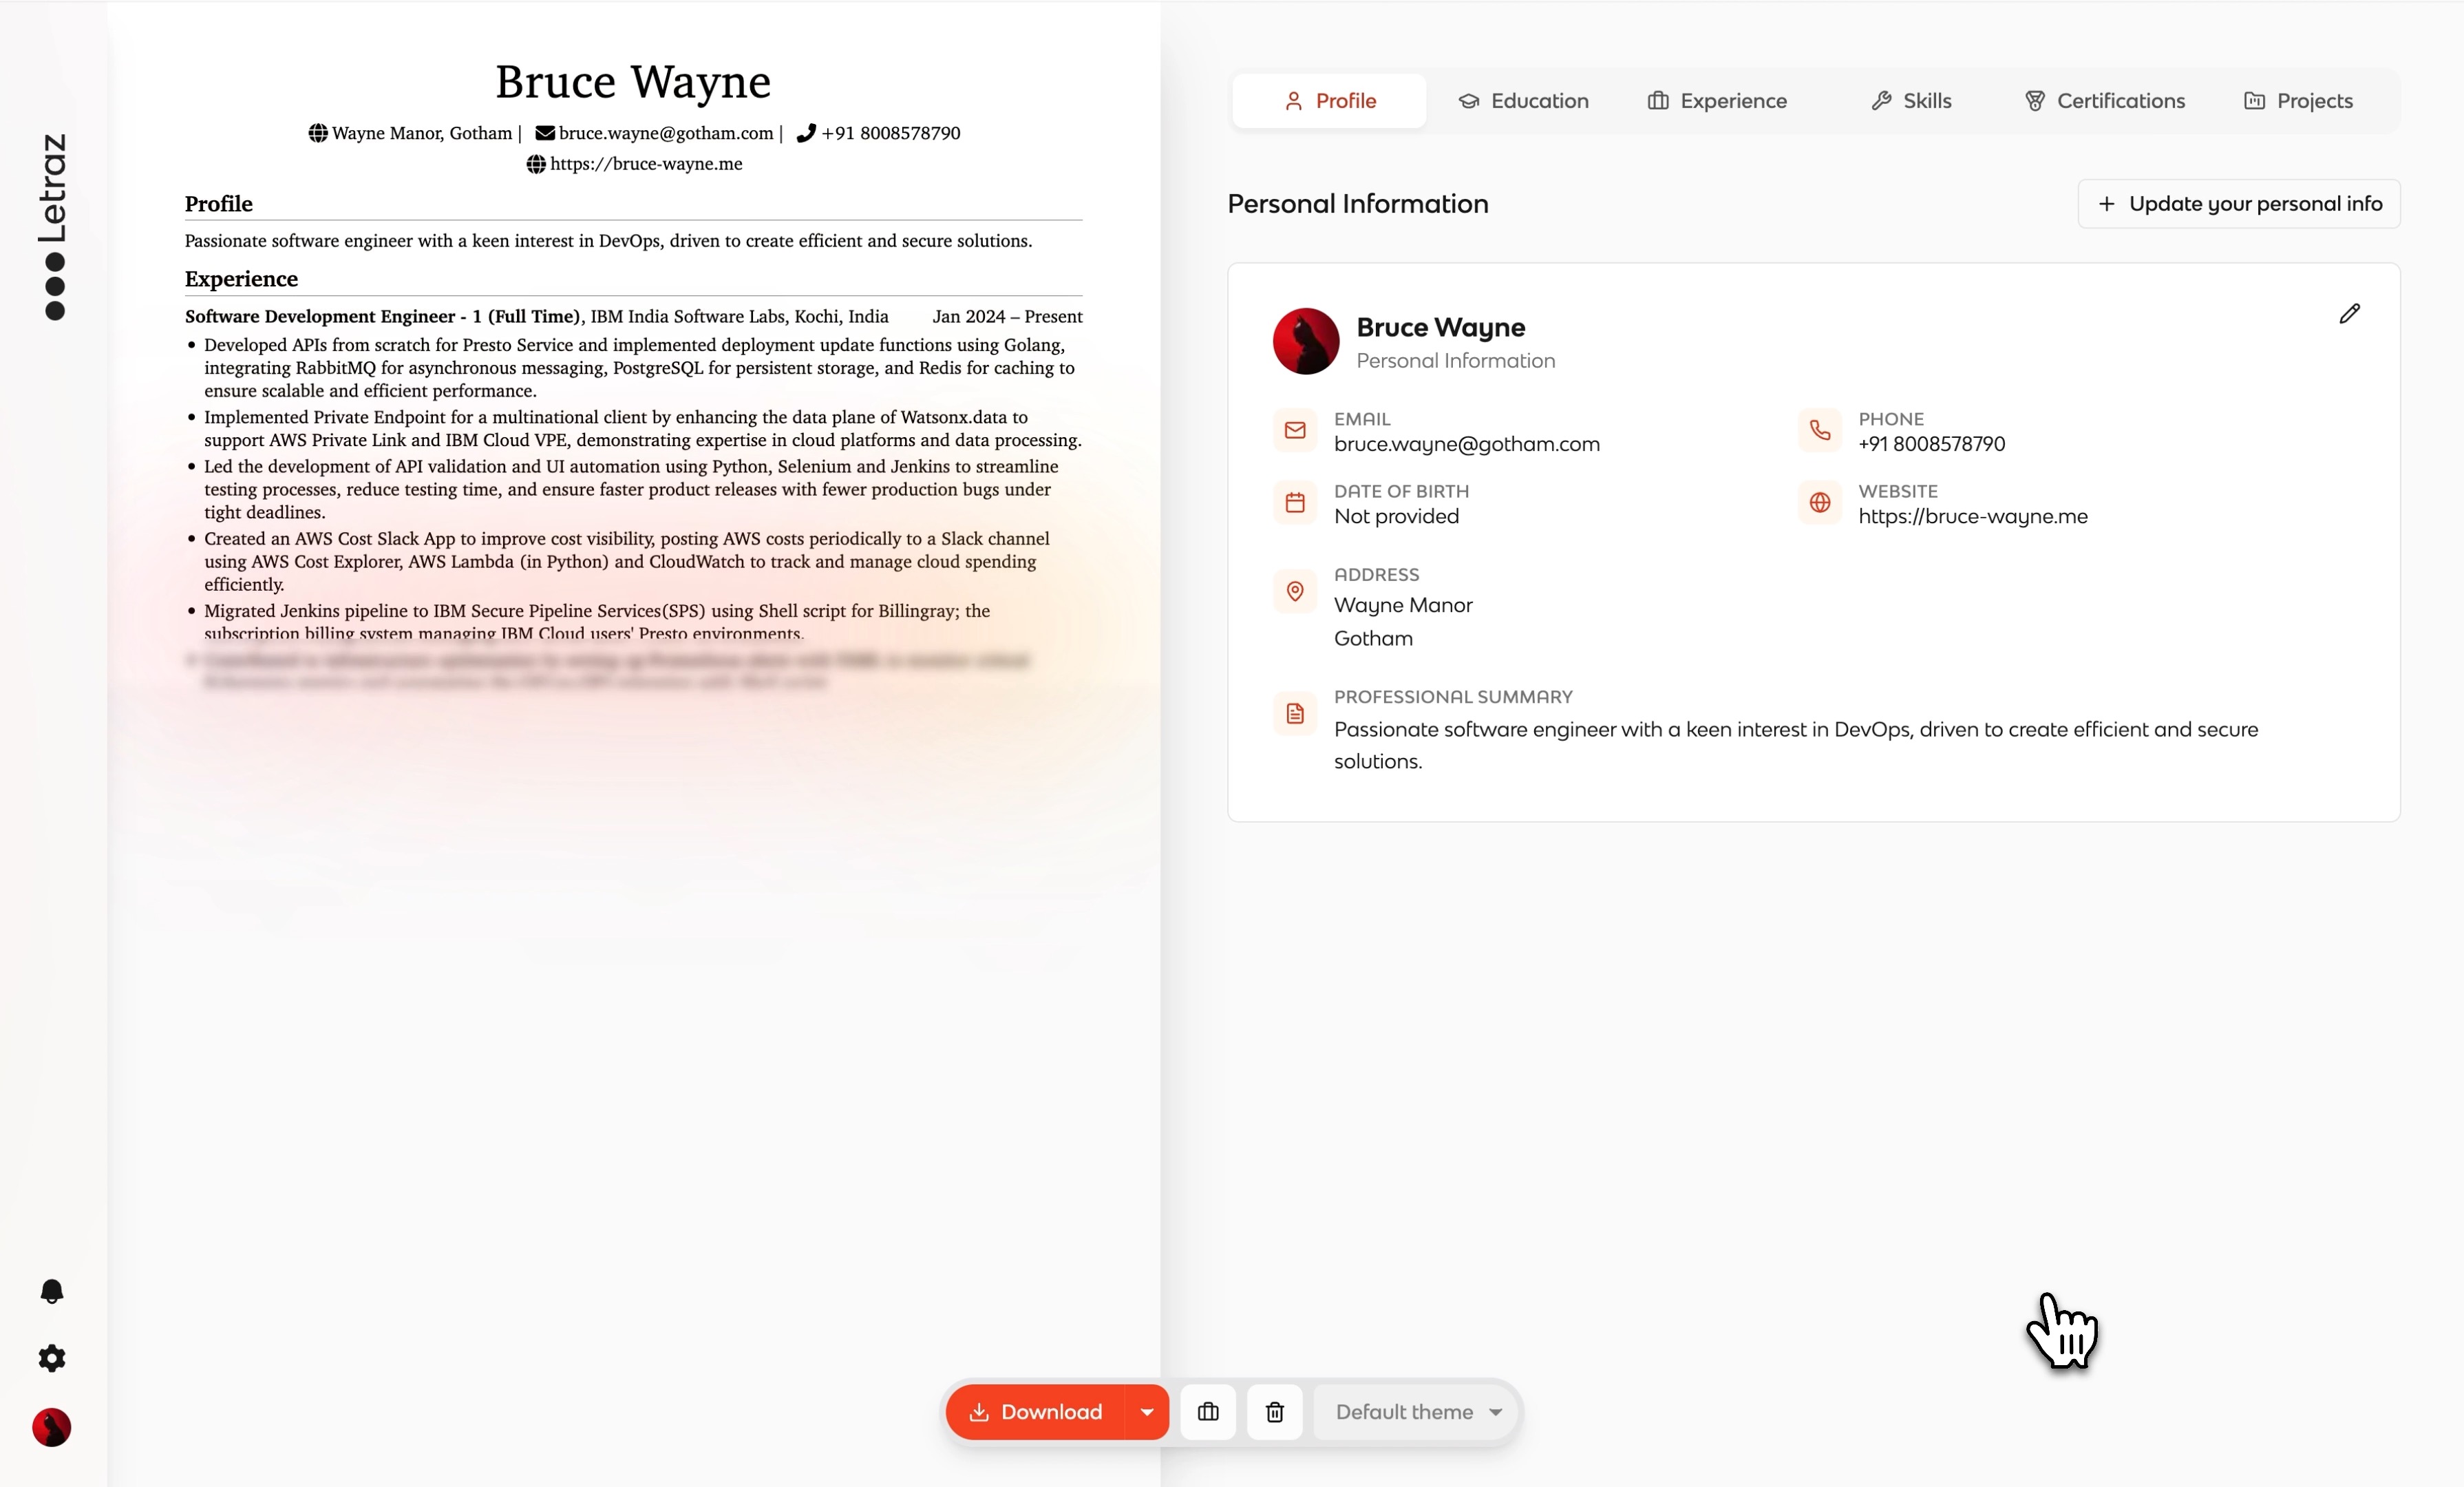 Letraz
Bruce Wayne
Wayne Manor, Gotham | bruce.wayne@gotham.com | +91 8008578790
https://bruce-wayne.me
Profile
Passionate software engineer with a keen interest in DevOps, driven to create efficient and secure solutions.
Experience
Software Development Engineer - 1 (Full Time), IBM India Software Labs, Kochi, India Jan 2024 – Present
• Developed APIs from scratch for Presto Service and implemented deployment update functions using Golang,
integrating RabbitMQ for asynchronous messaging, PostgreSQL for persistent storage, and Redis for caching to
ensure scalable and efficient performance.
• Implemented Private Endpoint for a multinational client by enhancing the data plane of Watsonx.data to
support AWS Private Link and IBM Cloud VPE, demonstrating expertise in cloud platforms and data processing.
• Led the development of API validation and UI automation using Python, Selenium and Jenkins to streamline
testing processes, reduce testing time, and ensure faster product releases with fewer production bugs under
tight deadlines.
• Created an AWS Cost Slack App to improve cost visibility, posting AWS costs periodically to a Slack channel
using AWS Cost Explorer, AWS Lambda (in Python) and CloudWatch to track and manage cloud spending
efficiently.
• Migrated Jenkins pipeline to IBM Secure Pipeline Services(SPS) using Shell script for Billingray; the
subscription billing system managing IBM Cloud users' Presto environments.
Profile
Education
Experience
Skills
Certifications
Projects
Personal Information
Update your personal info
Bruce Wayne
Personal Information
EMAIL
bruce.wayne@gotham.com
PHONE
+91 8008578790
DATE OF BIRTH
Not provided
WEBSITE
https://bruce-wayne.me
ADDRESS
Wayne Manor
Gotham
PROFESSIONAL SUMMARY
Passionate software engineer with a keen interest in DevOps, driven to create efficient and secure
solutions.
Download
Default theme